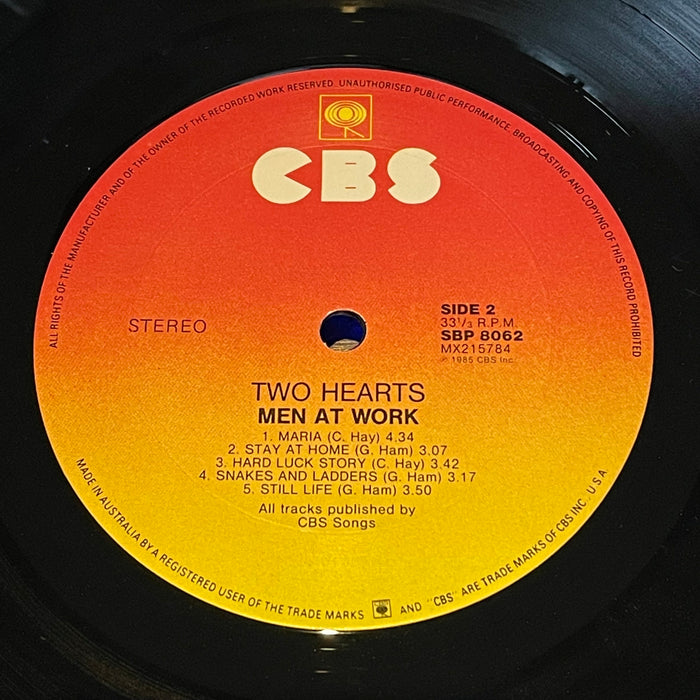 ALL RIGHTS OF THE MANUFACTURER AND OF THE OWNER OF THE RECORDED WORK RESERVED. UNAUTHORISED PUBLIC PERFORMANCE, BROADCASTING AND COPYING OF THIS RECORD PROHIBITED
CBS
STEREO
SIDE 2
33 1/3 R.P.M.
SBP 8062
MX215784
℗ 1985 CBS Inc.
TWO HEARTS
MEN AT WORK
1. MARIA (C. Hay) 4.34
2. STAY AT HOME (G. Ham) 3.07
3. HARD LUCK STORY (C. Hay) 3.42
4. SNAKES AND LADDERS (G. Ham) 3.17
5. STILL LIFE (G. Ham) 3.50
All tracks published by
CBS Songs
MADE IN AUSTRALIA BY A REGISTERED USER OF THE TRADE MARKS AND "CBS" ARE TRADE MARKS OF CBS INC., U.S.A.